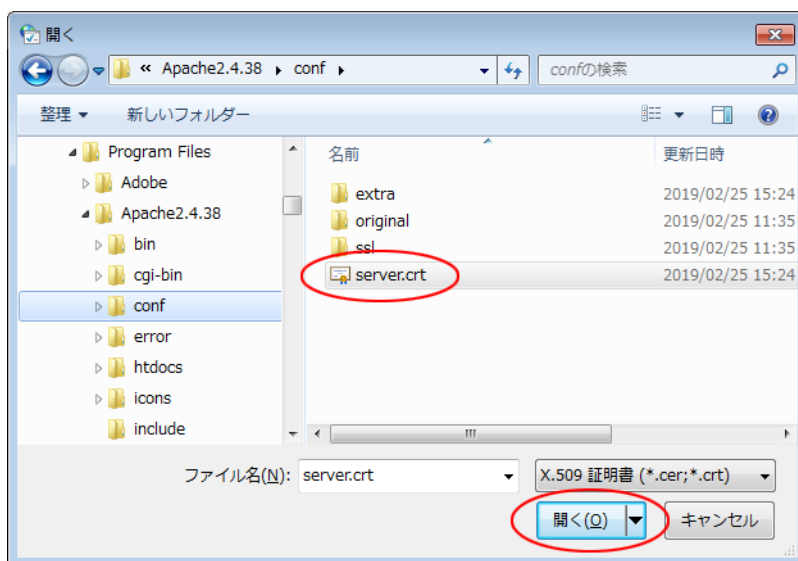 開く
« Apache2.4.38 conf confの検索
整理 新しいフォルダー
Program Files
Adobe
Apache2.4.38
bin
cgi-bin
conf
error
htdocs
icons
include
名前 更新日時
extra 2019/02/25 15:24
original 2019/02/25 11:35
ssl 2019/02/25 11:35
server.crt 2019/02/25 15:24
ファイル名(N): server.crt X.509 証明書 (*.cer;*.crt)
開く(O) キャンセル